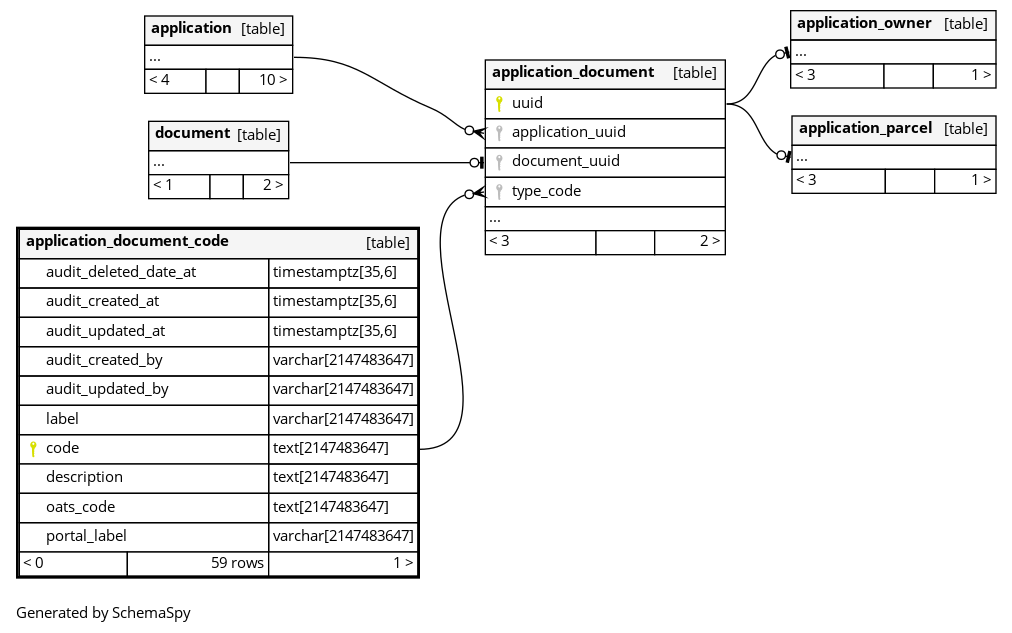 application [table]
...
< 4 10 >
document [table]
...
< 1 2 >
application_document_code [table]
audit_deleted_date_at timestamptz[35,6]
audit_created_at timestamptz[35,6]
audit_updated_at timestamptz[35,6]
audit_created_by varchar[2147483647]
audit_updated_by varchar[2147483647]
label varchar[2147483647]
code text[2147483647]
description text[2147483647]
oats_code text[2147483647]
portal_label varchar[2147483647]
< 0 59 rows 1 >
application_document [table]
uuid
application_uuid
document_uuid
type_code
...
< 3 2 >
application_owner [table]
...
< 3 1 >
application_parcel [table]
...
< 3 1 >
Generated by SchemaSpy